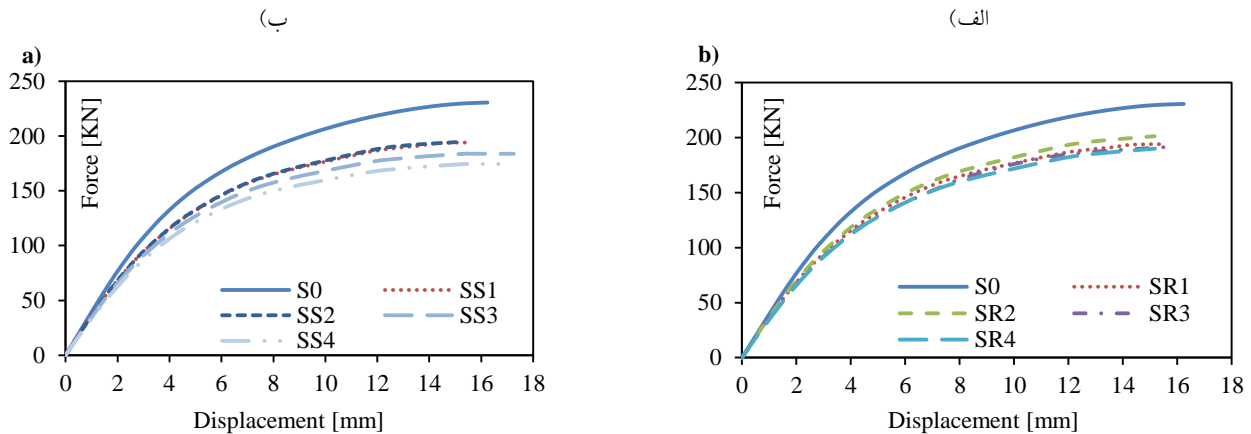 ب)
الف)
a)
250
200
150
100
50
0
Force [KN]
S0
SS1
SS2
SS3
SS4
0 2 4 6 8 10 12 14 16 18
Displacement [mm]
b)
250
200
150
100
50
0
Force [KN]
S0
SR1
SR2
SR3
SR4
0 2 4 6 8 10 12 14 16 18
Displacement [mm]